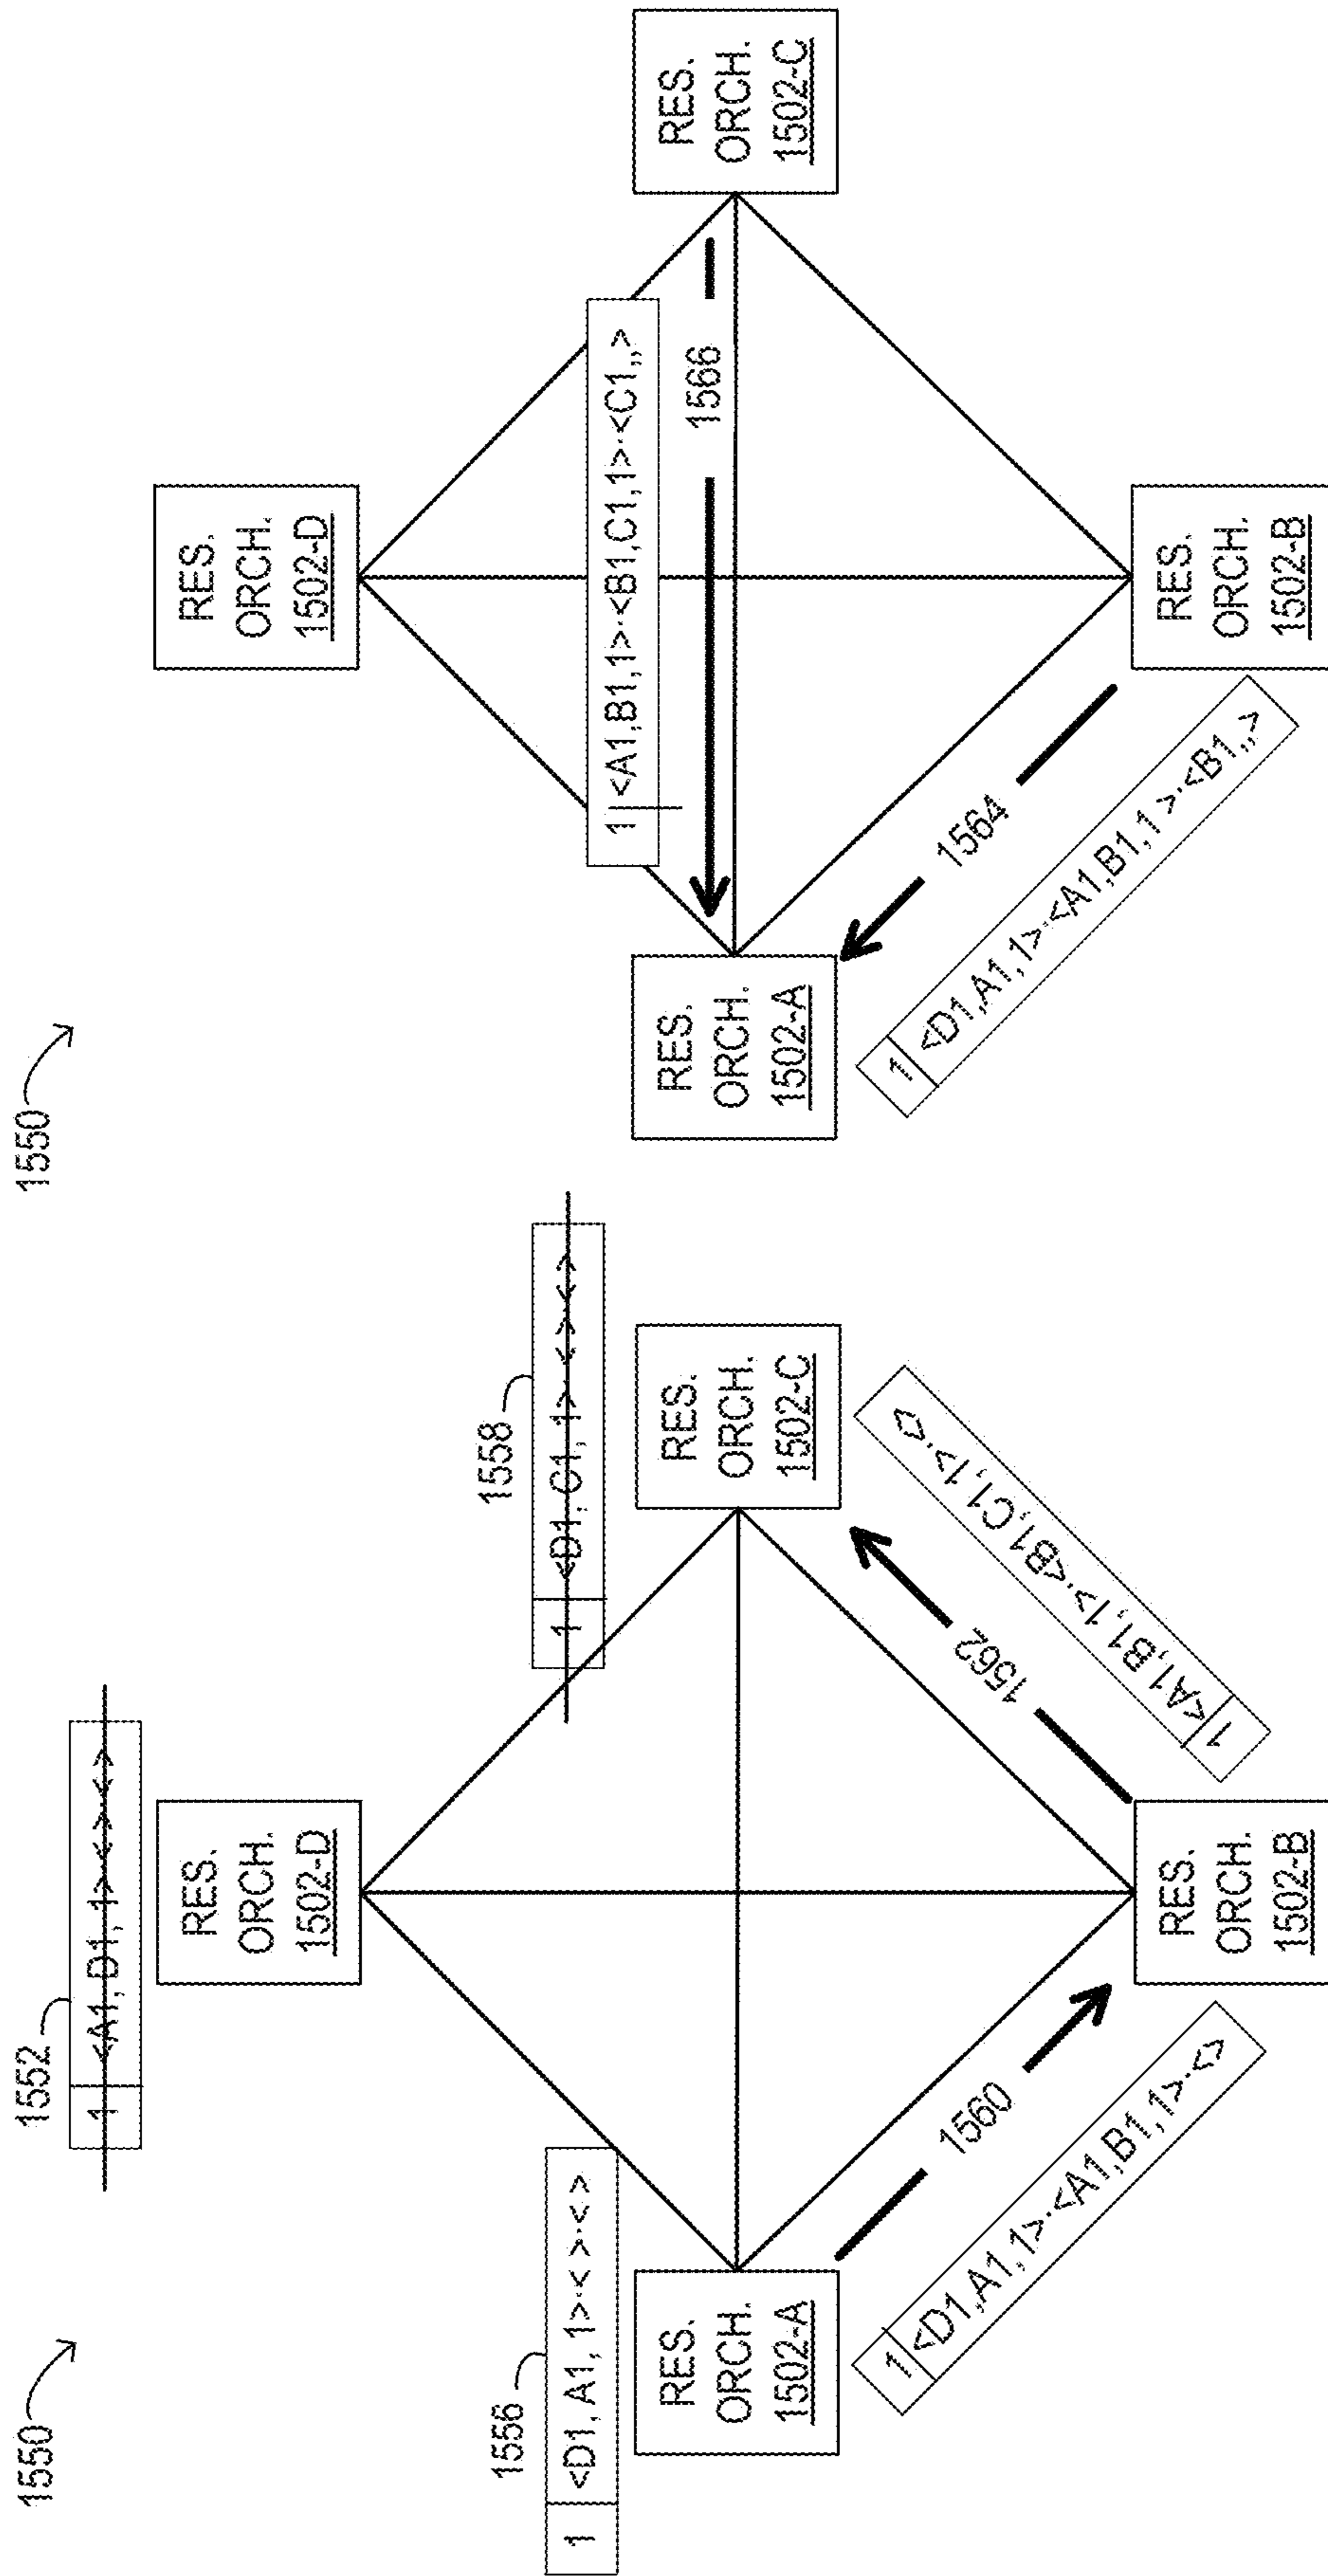 1550
1552
1 <A1, D1, 1>·<>·<>
RES.
ORCH.
1502-D
1558
1 <D1, C1, 1>·<>·<>
1556
1 <D1, A1, 1>·< >·< >
RES.
ORCH.
1502-A
RES.
ORCH.
1502-C
1560
1 <D1,A1,1>·<A1,B1,1>·<>
1562
1 <A1,B1,1>·<B1,C1,1>·<>
RES.
ORCH.
1502-B
1550
RES.
ORCH.
1502-D
1 <A1,B1,1>·<B1,C1,1>·<C1,,>
1566
RES.
ORCH.
1502-A
RES.
ORCH.
1502-C
1564
1 <D1,A1,1>·<A1,B1,1 >·<B1,,>
RES.
ORCH.
1502-B